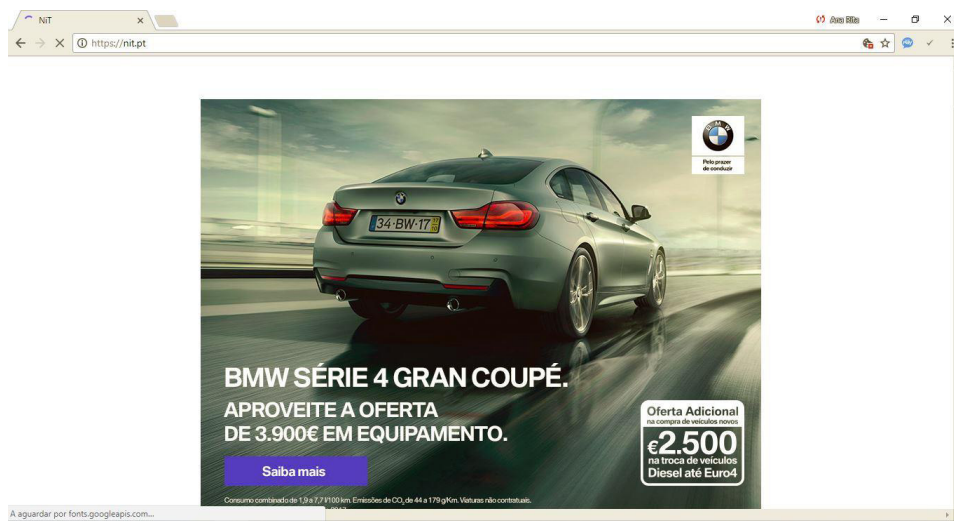 NiT
Ana Rita
https://nit.pt
BMW
Pelo prazer
de conduzir
34·BW·17
BMW SÉRIE 4 GRAN COUPÉ.
APROVEITE A OFERTA
DE 3.900€ EM EQUIPAMENTO.
Oferta Adicional
na compra de veículos novos
€2.500
na troca de veículos
Diesel até Euro4
Saiba mais
Consumo combinado de 1,9 a 7,7 l/100 km. Emissões de CO₂ de 44 a 179 g/Km. Viaturas não contratuais.
A aguardar por fonts.googleapis.com...